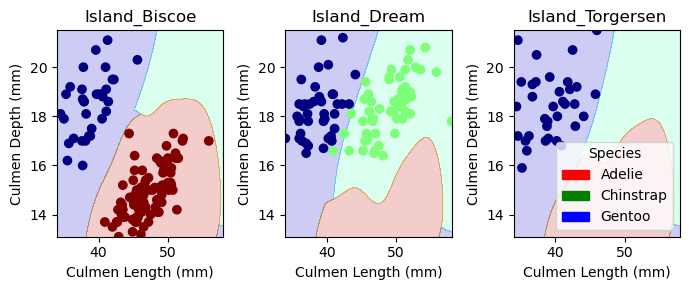 Island_Biscoe
Island_Dream
Island_Torgersen
Culmen Depth (mm)
20
18
16
14
40
50
Culmen Length (mm)
Culmen Depth (mm)
20
18
16
14
40
50
Culmen Length (mm)
Culmen Depth (mm)
20
18
16
14
40
50
Culmen Length (mm)
Species
Adelie
Chinstrap
Gentoo